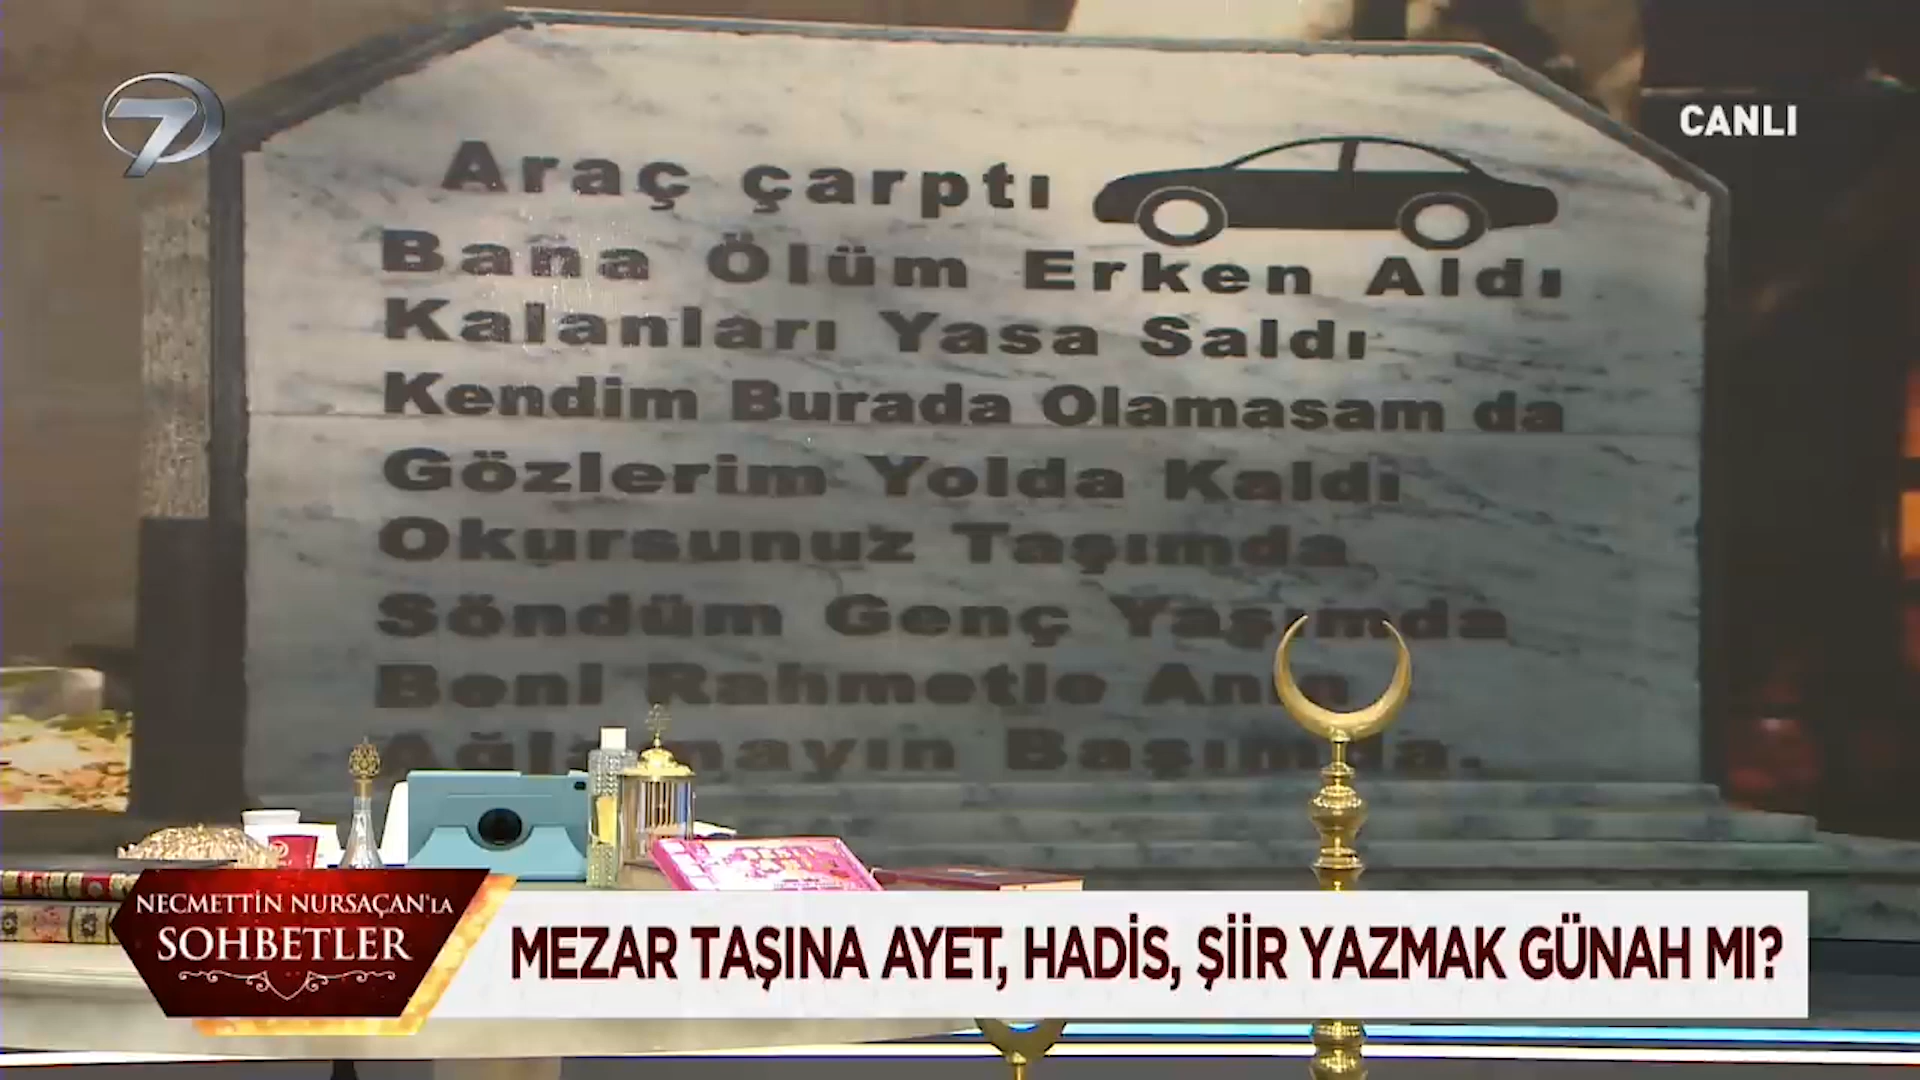 7
CANLI
Araç çarptı
Bana Ölüm Erken Aldı
Kalanları Yasa Saldı
Kendim Burada Olamasam da
Gözlerim Yolda Kaldı
Okursunuz Taşımda
Söndüm Genç Yaşımda
Beni Rahmetle Anın
Ağlamayın Başımda.
NECMETTİN NURSAÇAN'LA
SOHBETLER
MEZAR TAŞINA AYET, HADİS, ŞİİR YAZMAK GÜNAH MI?